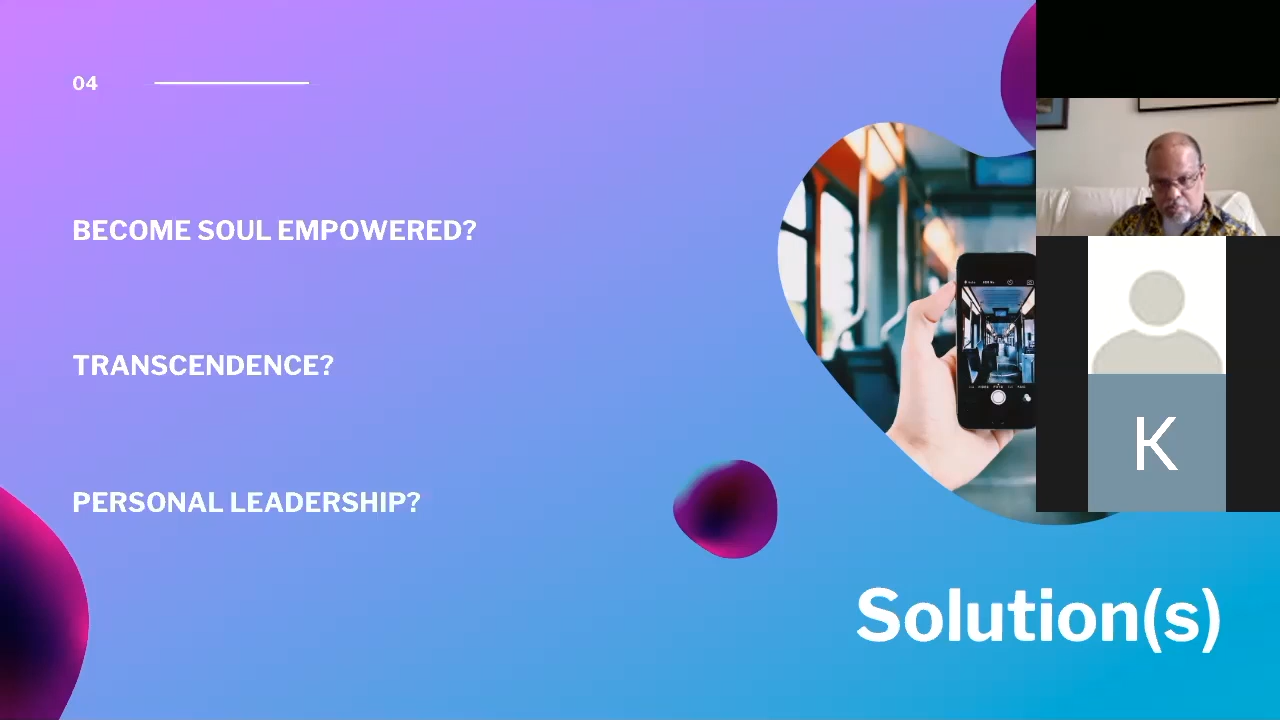 04
BECOME SOUL EMPOWERED?
TRANSCENDENCE?
PERSONAL LEADERSHIP?
Solution(s)
K